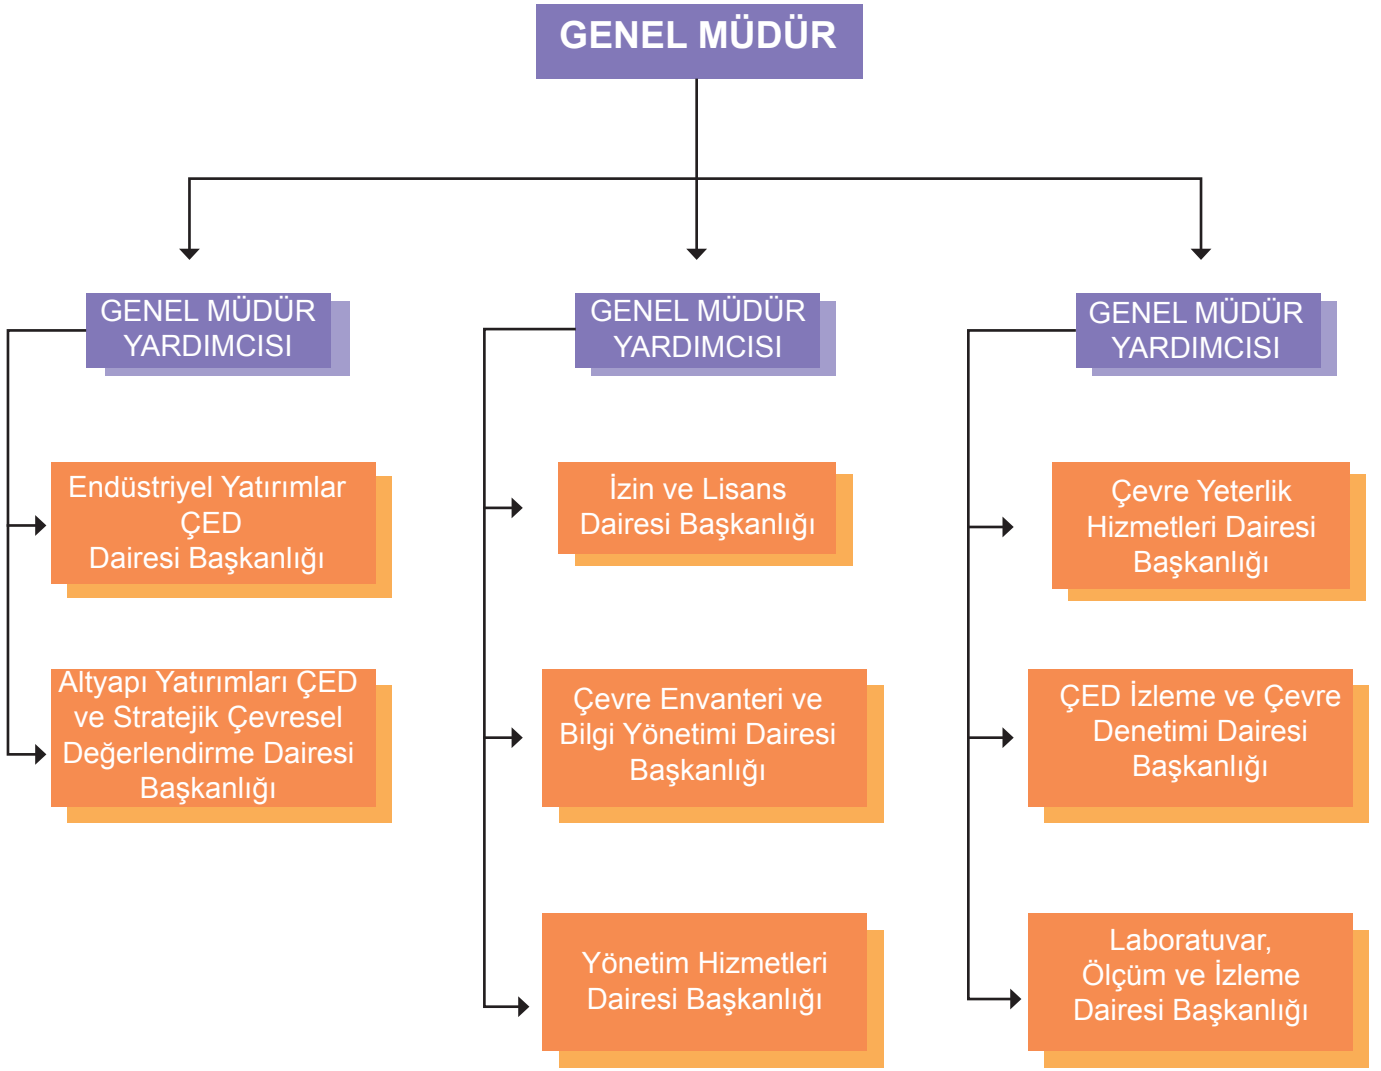 GENEL MÜDÜR
GENEL MÜDÜR
YARDIMCISI
Endüstriyel Yatırımlar
ÇED
Dairesi Başkanlığı
Altyapı Yatırımları ÇED
ve Stratejik Çevresel
Değerlendirme Dairesi
Başkanlığı
GENEL MÜDÜR
YARDIMCISI
İzin ve Lisans
Dairesi Başkanlığı
Çevre Envanteri ve
Bilgi Yönetimi Dairesi
Başkanlığı
Yönetim Hizmetleri
Dairesi Başkanlığı
GENEL MÜDÜR
YARDIMCISI
Çevre Yeterlik
Hizmetleri Dairesi
Başkanlığı
ÇED İzleme ve Çevre
Denetimi Dairesi
Başkanlığı
Laboratuvar,
Ölçüm ve İzleme
Dairesi Başkanlığı